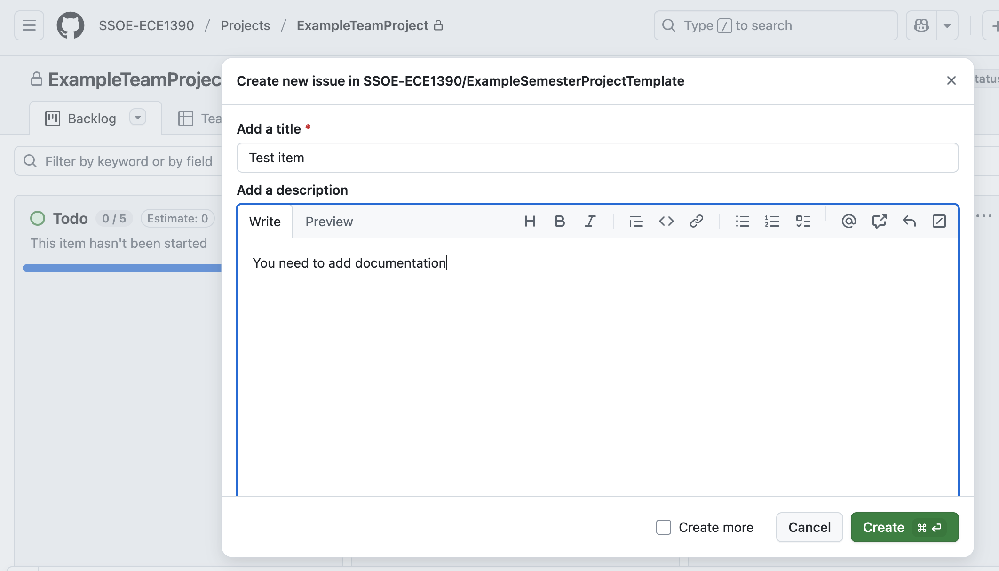 SSOE-ECE1390 / Projects / ExampleTeamProject
Type / to search
ExampleTeamProjec
Backlog
Filter by keyword or by field
Todo 0 / 5 Estimate: 0
This item hasn't been started
Create new issue in SSOE-ECE1390/ExampleSemesterProjectTemplate
Add a title *
Test item
Add a description
Write Preview
You need to add documentation
Create more Cancel Create ⌘ ⏎